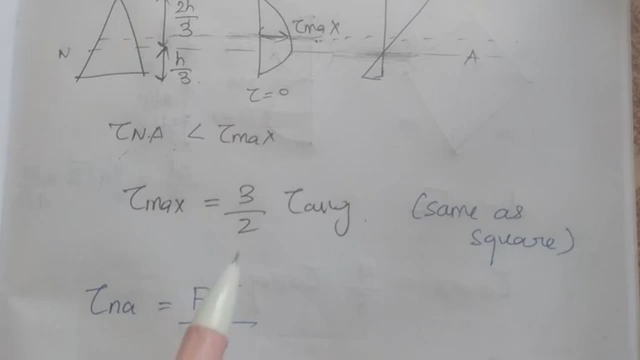 2h/3
τmax
N
h/3
A
τ=0
τNA < τmax
τmax = 3/2 τavg. (same as
square)
τna = F